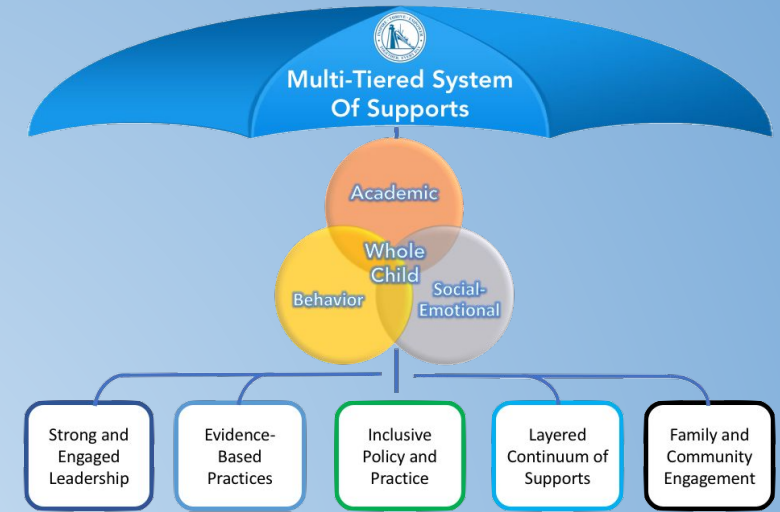 Multi-Tiered System
Of Supports
Academic
Whole
Child
Behavior
Social-
Emotional
Strong and
Engaged
Leadership
Evidence-
Based
Practices
Inclusive
Policy and
Practice
Layered
Continuum of
Supports
Family and
Community
Engagement